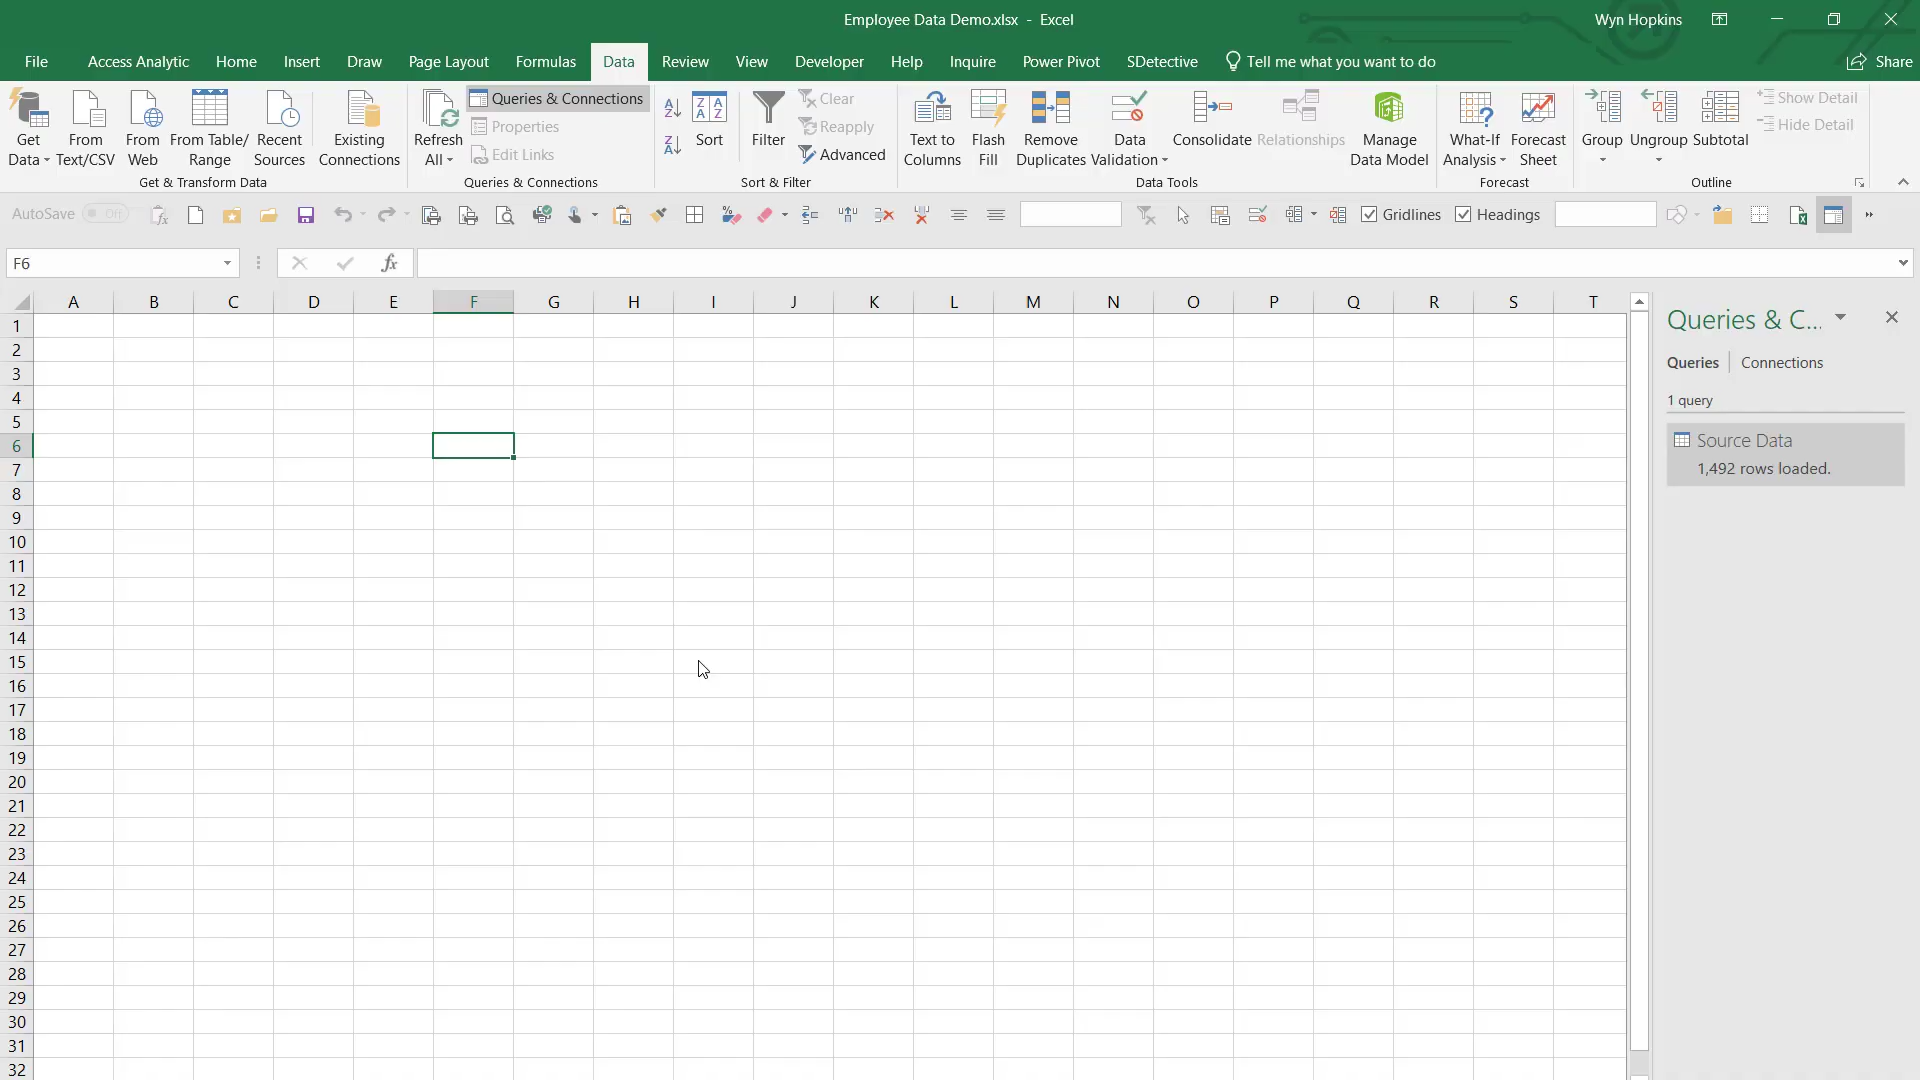 Employee Data Demo.xlsx - Excel
Wyn Hopkins
File Access Analytic Home Insert Draw Page Layout Formulas Data Review View Developer Help Inquire Power Pivot SDetective Tell me what you want to do Share
Get Data
From Text/CSV
From Web
From Table/ Range
Recent Sources
Existing Connections
Get & Transform Data
Refresh All
Queries & Connections
Properties
Edit Links
Queries & Connections
Sort
Filter
Clear
Reapply
Advanced
Sort & Filter
Text to Columns
Flash Fill
Remove Duplicates
Data Validation
Consolidate
Relationships
Manage Data Model
Data Tools
What-If Analysis
Forecast Sheet
Forecast
Group
Ungroup
Subtotal
Show Detail
Hide Detail
Outline
AutoSave Off
Gridlines Headings
F6
fx
A B C D E F G H I J K L M N O P Q R S T
1
2
3
4
5
6
7
8
9
10
11
12
13
14
15
16
17
18
19
20
21
22
23
24
25
26
27
28
29
30
31
32
Queries & C...
Queries | Connections
1 query
Source Data
1,492 rows loaded.